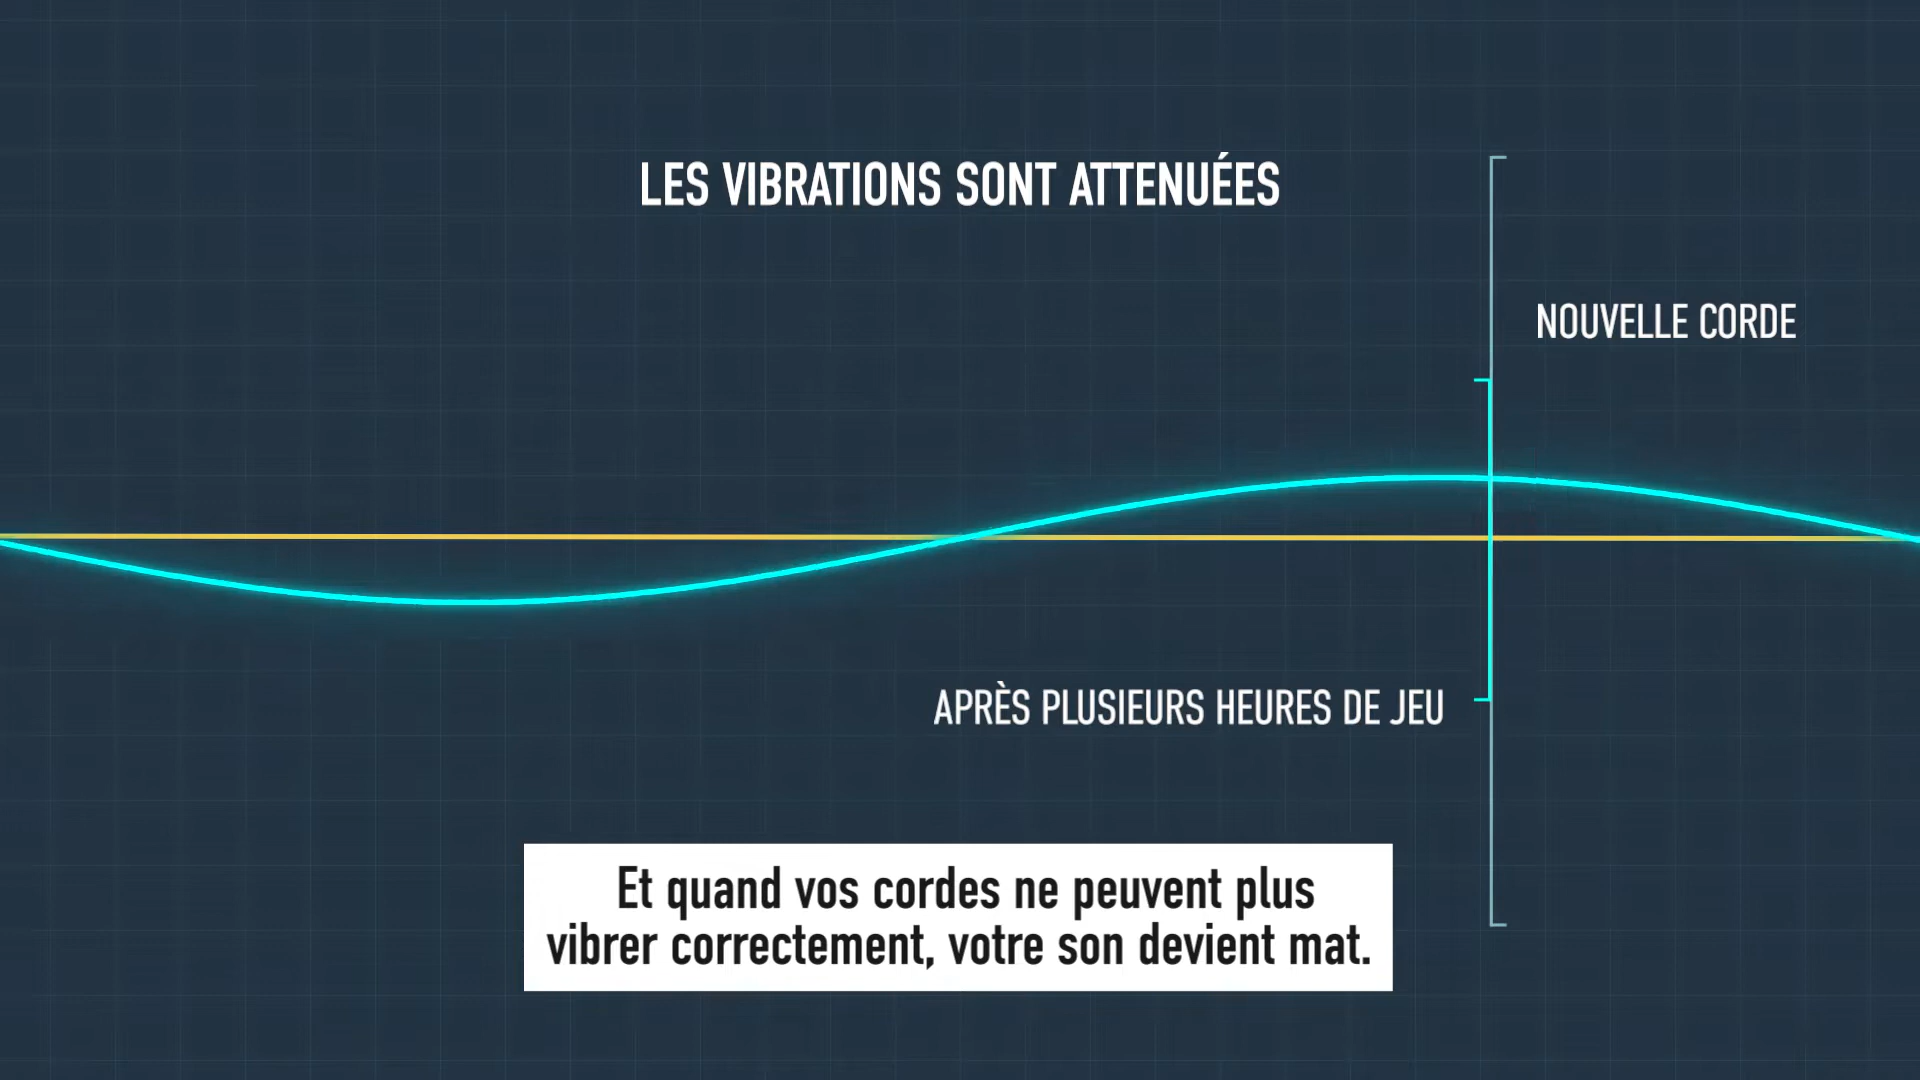 LES VIBRATIONS SONT ATTENUÉES
NOUVELLE CORDE
APRÈS PLUSIEURS HEURES DE JEU
Et quand vos cordes ne peuvent plus
vibrer correctement, votre son devient mat.